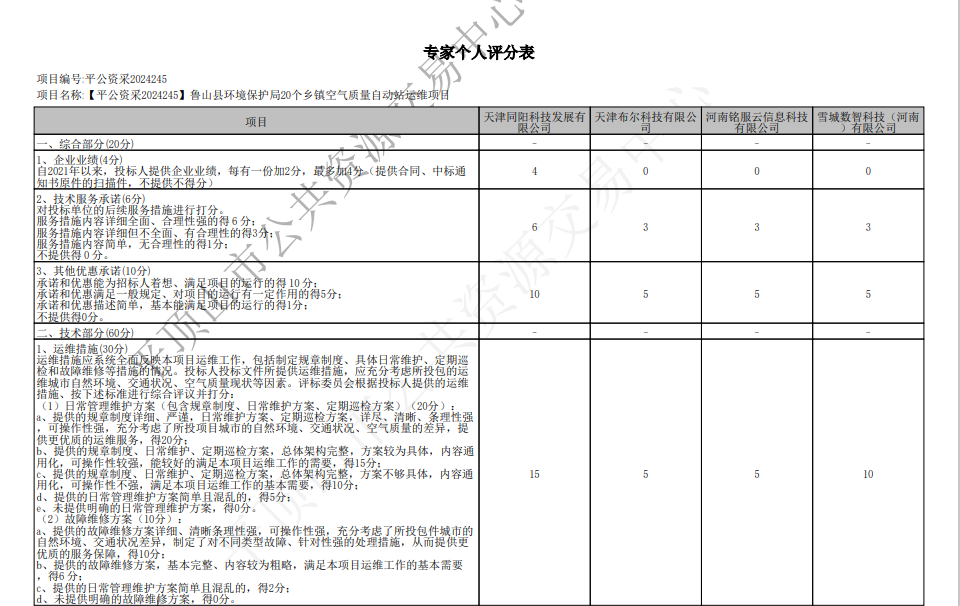 专家个人评分表
项目编号:平公资采2024245
项目名称:【平公资采2024245】鲁山县环境保护局20个乡镇空气质量自动站运维项目
项目 天津同阳科技发展有限公司 天津布尔科技有限公司 河南铭服云信息科技有限公司 雪城数智科技（河南）有限公司
一、综合部分(20分) - - - -
1、企业业绩(4分)
自2021年以来，投标人提供企业业绩，每有一份加2分，最多加4分（提供合同、中标通
知书原件的扫描件，不提供不得分）
4 0 0 0
2、技术服务承诺(6分)
对投标单位的后续服务措施进行打分。
服务措施内容详细全面、合理性强的得６分；
服务措施内容详细但不全面、有合理性的得3分；
服务措施内容简单，无合理性的得1分；
不提供得０分。
6 3 3 3
3、其他优惠承诺(10分)
承诺和优惠能为招标人着想、满足项目的运行的得10分；
承诺和优惠满足一般规定、对项目的运行有一定作用的得5分；
承诺和优惠描述简单，基本能满足项目的运行的得1分；
不提供得0分。
10 5 5 5
二、技术部分(60分) - - - -
1、运维措施(30分)
运维措施应系统全面反映本项目运维工作，包括制定规章制度、具体日常维护、定期巡
检和故障维修等措施的情况。投标人投标文件所提供运维措施，应充分考虑所投包的运
维城市自然环境、交通状况、空气质量现状等因素。评标委员会根据投标人提供的运维
措施、按下述标准进行综合评议并打分：
（1）日常管理维护方案（包含规章制度、日常维护方案、定期巡检方案）（20分）；
a、提供的规章制度详细、严谨，日常维护方案、定期巡检方案，详尽、清晰、条理性强
，可操作性强，充分考虑了所投项目城市的自然环境、交通状况、空气质量的差异，提
供更优质的运维服务，得20分；
b、提供的规章制度、日常维护、定期巡检方案，总体架构完整，方案较为具体，内容通
用化，可操作性较强，能较好的满足本项目运维工作的需要，得15分；
c、提供的规章制度、日常维护、定期巡检方案，总体架构完整，方案不够具体，内容通
用化，可操作性不强，满足本项目运维工作的基本需要，得10分；
d、提供的日常管理维护方案简单且混乱的，得5分；
e、未提供明确的日常管理维护方案，得0分。
（2）故障维修方案（10分）；
a、提供的故障维修方案详细、清晰条理性强，可操作性强，充分考虑了所投包件城市的
自然环境、交通状况差异，制定了对不同类型故障、针对性强的处理措施，从而提供更
优质的服务保障，得10分；
b、提供的故障维修方案，基本完整、内容较为粗略，满足本项目运维工作的基本需要
，得6分；
c、提供的日常管理维护方案简单且混乱的，得2分；
d、未提供明确的故障维修方案，得0分。
15 5 5 10
平顶山市公共资源交易中心
平顶山市公共资源交易中心